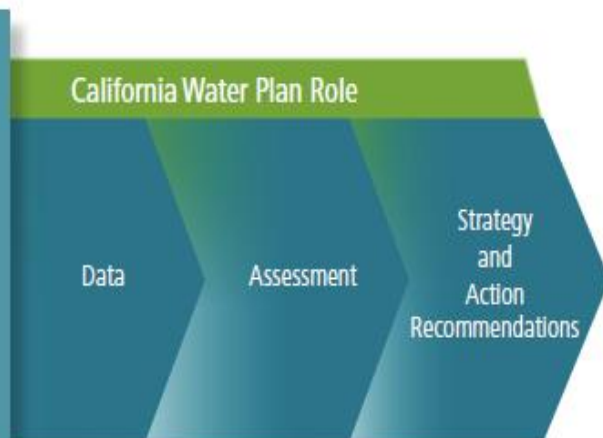 California Water Plan Role
Data
Assessment
Strategy
and
Action
Recommendations